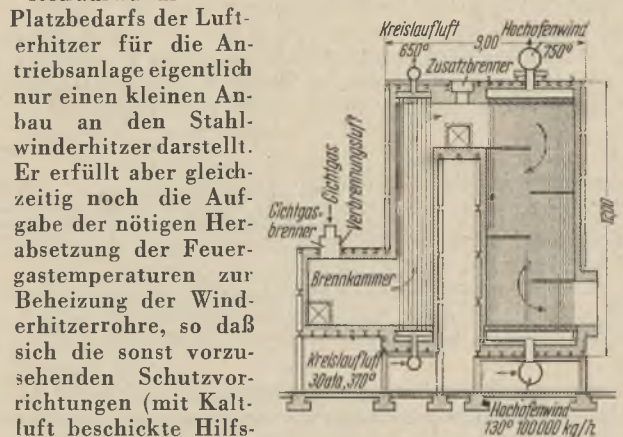 Platzbedarfs der Luft-
erhitzer für die An-
triebsanlage eigentlich
nur einen kleinen An-
bau an den Stahl-
winderhitzer darstellt.
Er erfüllt aber gleich-
zeitig noch die Auf-
gabe der nötigen Her-
absetzung der Feuer-
gastemperaturen zur
Beheizung der Wind-
erhitzerrohre, so daß
sich die sonst vorzu-
sehenden Schutzvor-
richtungen (mit Kalt-
luft beschickte Hilfs-
Kreislaufluft
650°
9,00
Hochofenwind
750°
Zusatzbrenner
Gichtgas
Verbrennungsluft
Gichtgas-
brenner
Brennkammer
12,00
Kreislaufluft
30ata, 370°
Hochofenwind
130° 100000 kg/h.